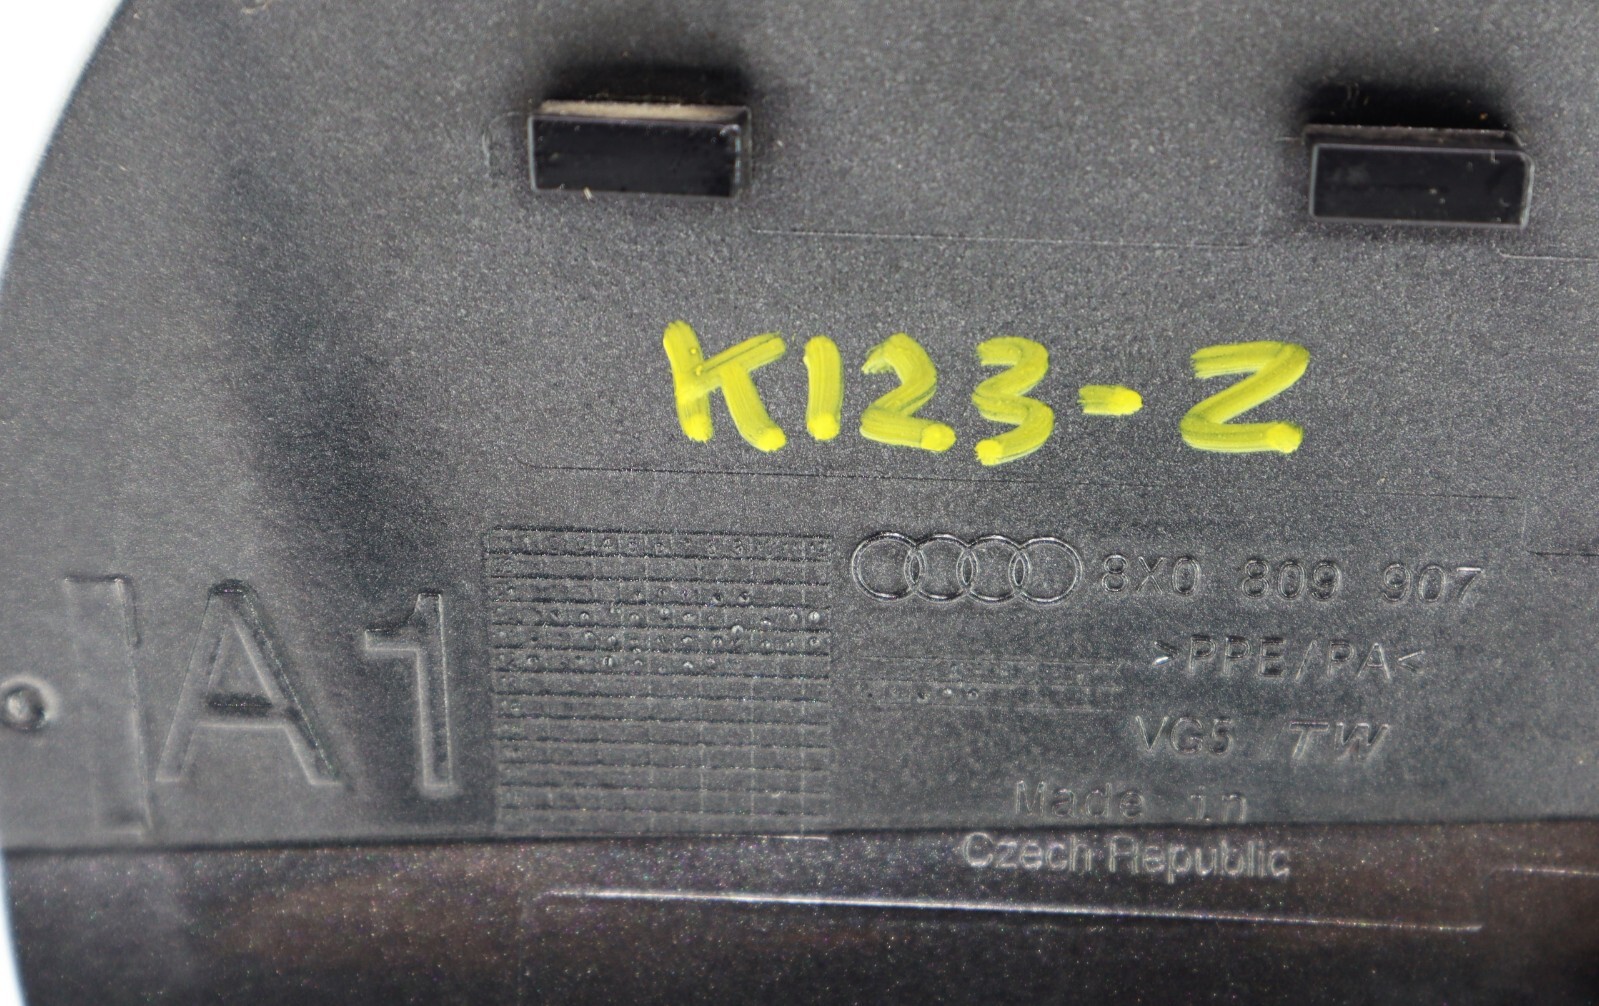 K123-Z
A1
8X0 809 907
>PPE/PA<
VG5 TW
Made in
Czech Republic